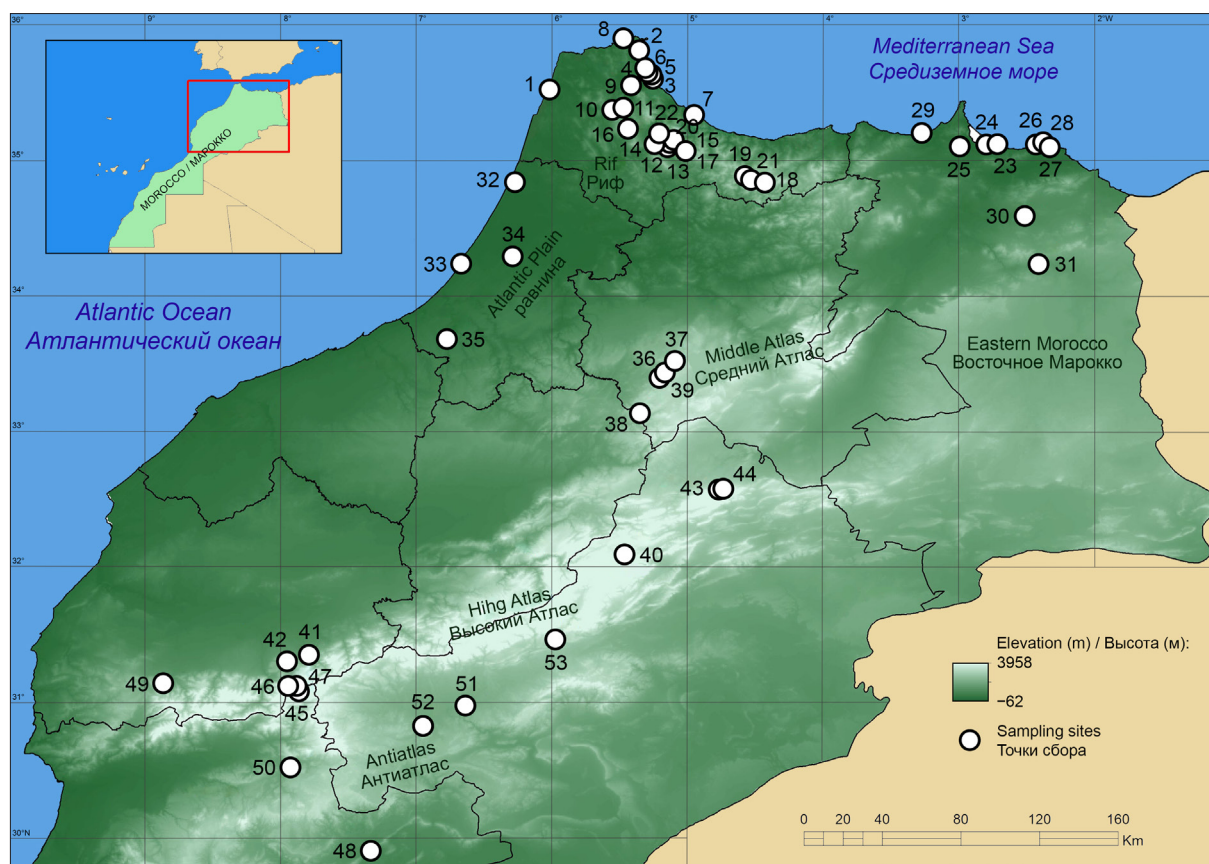 36°
9°
8°
7°
6°
5°
4°
3°
2°W
35°
34°
33°
32°
31°
30°N
MOROCCO / МАРОККО
Mediterranean Sea
Средиземное море
Atlantic Ocean
Атлантический океан
Rif
Риф
Atlantic Plain
равнина
Middle Atlas
Средний Атлас
Eastern Morocco
Восточное Марокко
Hihg Atlas
Высокий Атлас
Antiatlas
Антиатлас
8
2
6
5
4
3
1
9
7
10
11
22
20
16
15
14
12
13
17
19
21
18
29
24
26
28
25
23
27
30
31
32
34
33
35
37
36
39
38
44
43
40
42
41
53
49
46
47
45
51
52
50
48
Elevation (m) / Высота (м):
3958
−62
Sampling sites
Точки сбора
0 20 40 80 120 160
Km